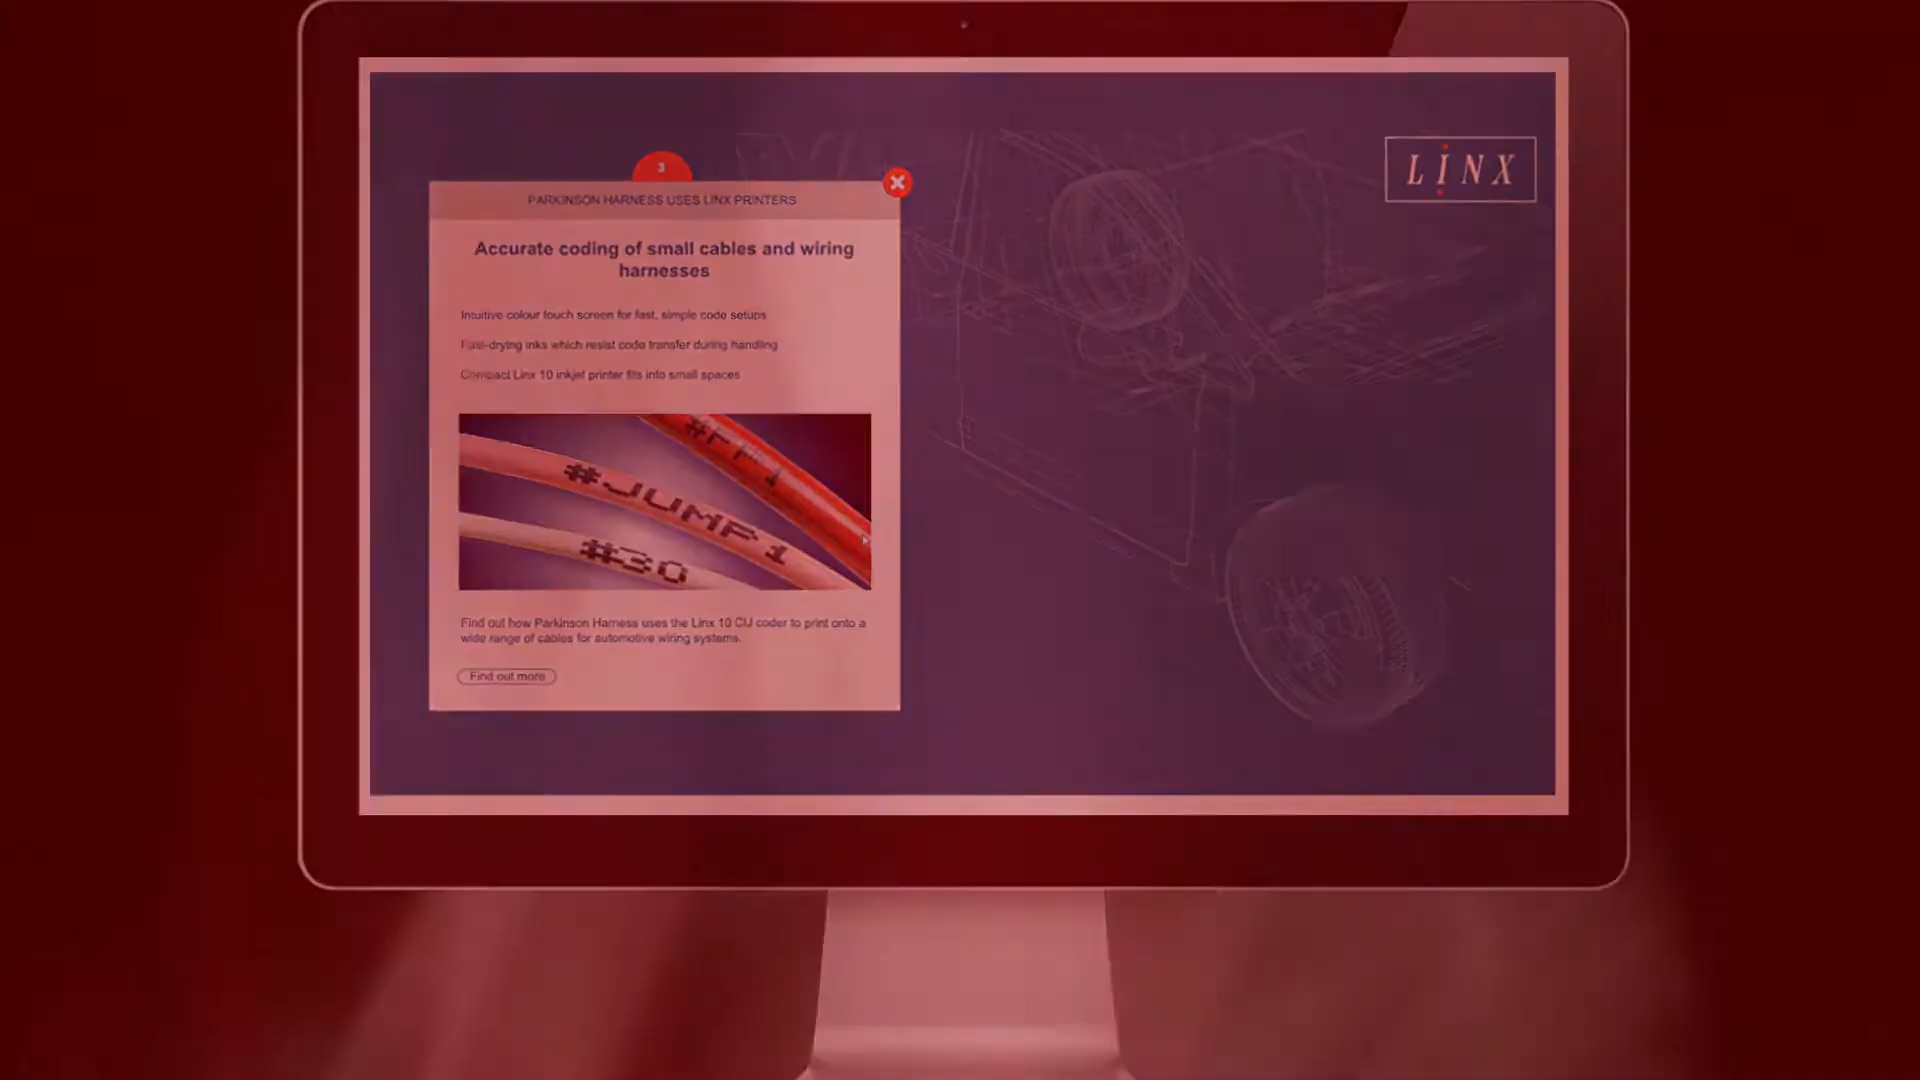 LINX
3
PARKINSON HARNESS USES LINX PRINTERS
Accurate coding of small cables and wiring
harnesses
Intuitive colour touch screen for fast, simple code setups
Fast-drying inks which resist code transfer during handling
Compact Linx 10 inkjet printer fits into small spaces
#JUMP1
#30
Find out how Parkinson Harness uses the Linx 10 CIJ coder to print onto a
wide range of cables for automotive wiring systems.
Find out more